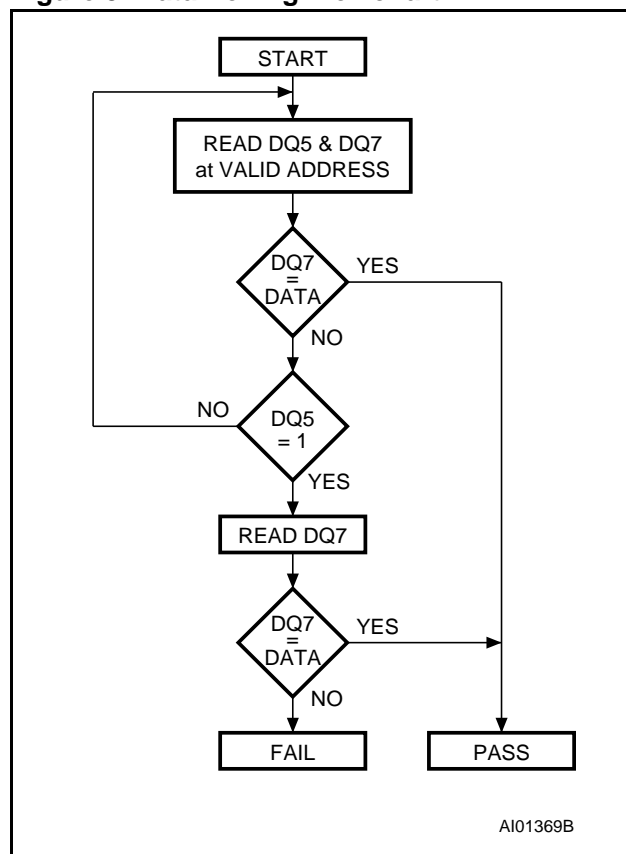 START
READ DQ5 & DQ7
at VALID ADDRESS
DQ7
=
DATA
YES
NO
DQ5
= 1
NO
YES
READ DQ7
DQ7
=
DATA
YES
NO
FAIL
PASS
AI01369B